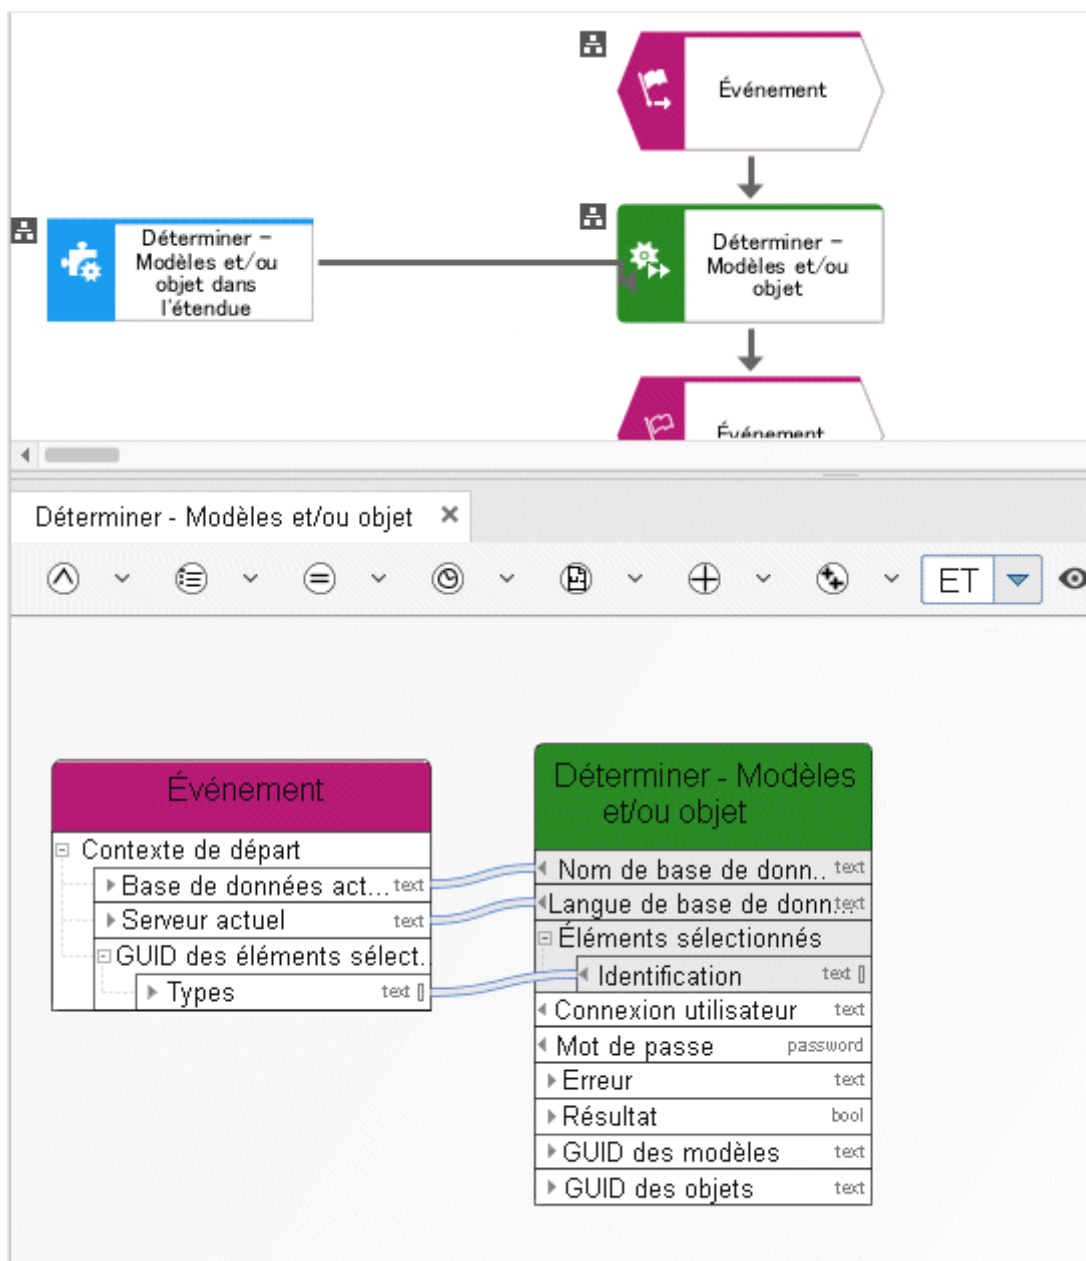 Événement
Déterminer –
Modèles et/ou
objet dans
l'étendue
Déterminer –
Modèles et/ou
objet
Événement
Déterminer - Modèles et/ou objet
ET
Événement
Contexte de départ
Base de données act... text
Serveur actuel text
GUID des éléments sélect..
Types text []
Déterminer - Modèles
et/ou objet
Nom de base de donn.. text
Langue de base de donn... text
Éléments sélectionnés
Identification text []
Connexion utilisateur text
Mot de passe password
Erreur text
Résultat bool
GUID des modèles text
GUID des objets text